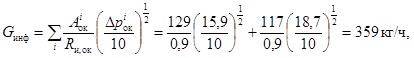 G_инф = ∑_i A^i_ок / R_и,ок (Δp^i_ок / 10)^(1/2) = 129/0,9 (15,9/10)^(1/2) + 117/0,9 (18,7/10)^(1/2) = 359 кг/ч,